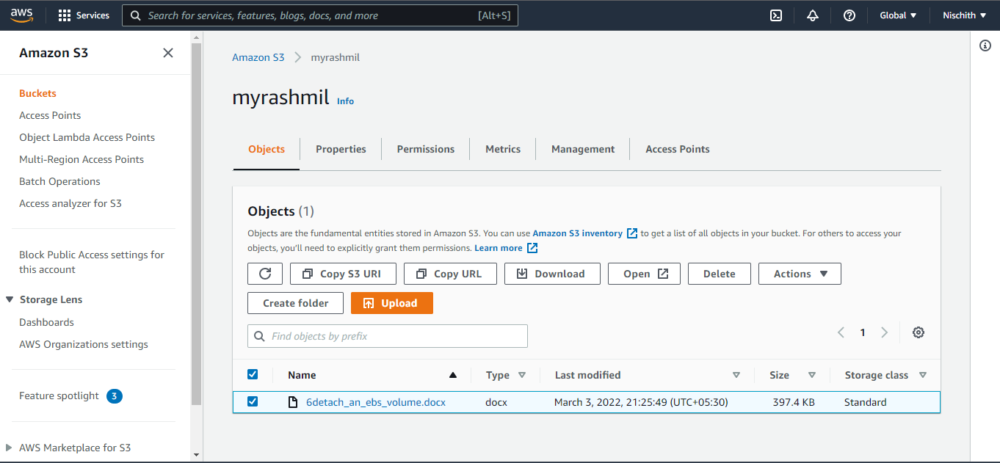 aws Services Search for services, features, blogs, docs, and more [Alt+S] Global Nischith
Amazon S3
Buckets
Access Points
Object Lambda Access Points
Multi-Region Access Points
Batch Operations
Access analyzer for S3
Block Public Access settings for
this account
Storage Lens
Dashboards
AWS Organizations settings
Feature spotlight 3
AWS Marketplace for S3
Amazon S3 myrashmil
myrashmil Info
Objects Properties Permissions Metrics Management Access Points
Objects (1)
Objects are the fundamental entities stored in Amazon S3. You can use Amazon S3 inventory to get a list of all objects in your bucket. For others to access your
objects, you'll need to explicitly grant them permissions. Learn more
Copy S3 URI Copy URL Download Open Delete Actions
Create folder Upload
Find objects by prefix 1
Name Type Last modified Size Storage class
6detach_an_ebs_volume.docx docx March 3, 2022, 21:25:49 (UTC+05:30) 397.4 KB Standard